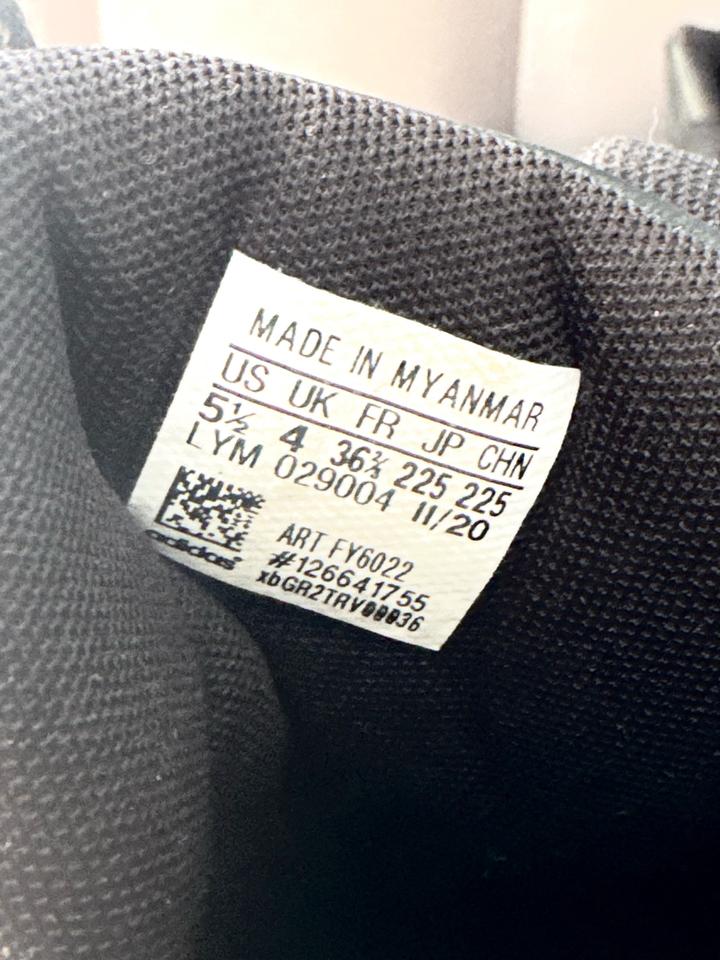 MADE IN MYANMAR
US UK FR JP CHN
5½ 4 36⅔ 225 225
LYM 029004 11/20
ART FY6022
#126641755
adidas